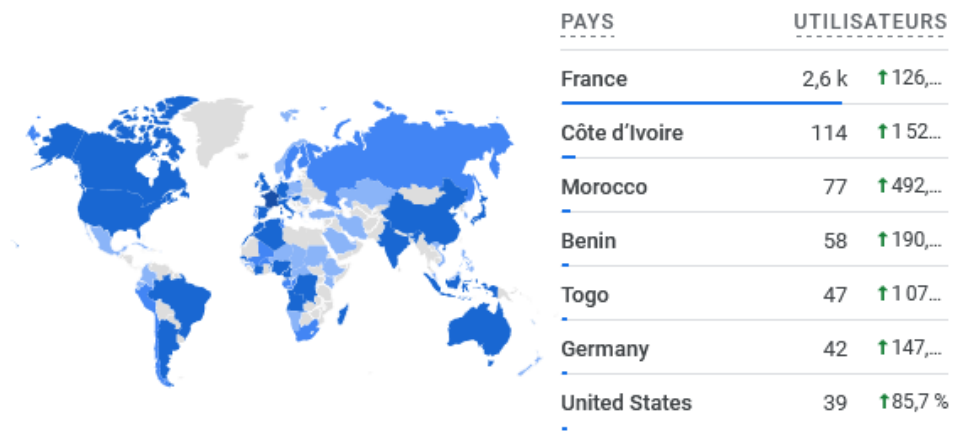 PAYS UTILISATEURS
France 2,6 k ↑126,...
Côte d'Ivoire 114 ↑1 52...
Morocco 77 ↑492,...
Benin 58 ↑190,...
Togo 47 ↑1 07...
Germany 42 ↑147,...
United States 39 ↑85,7 %